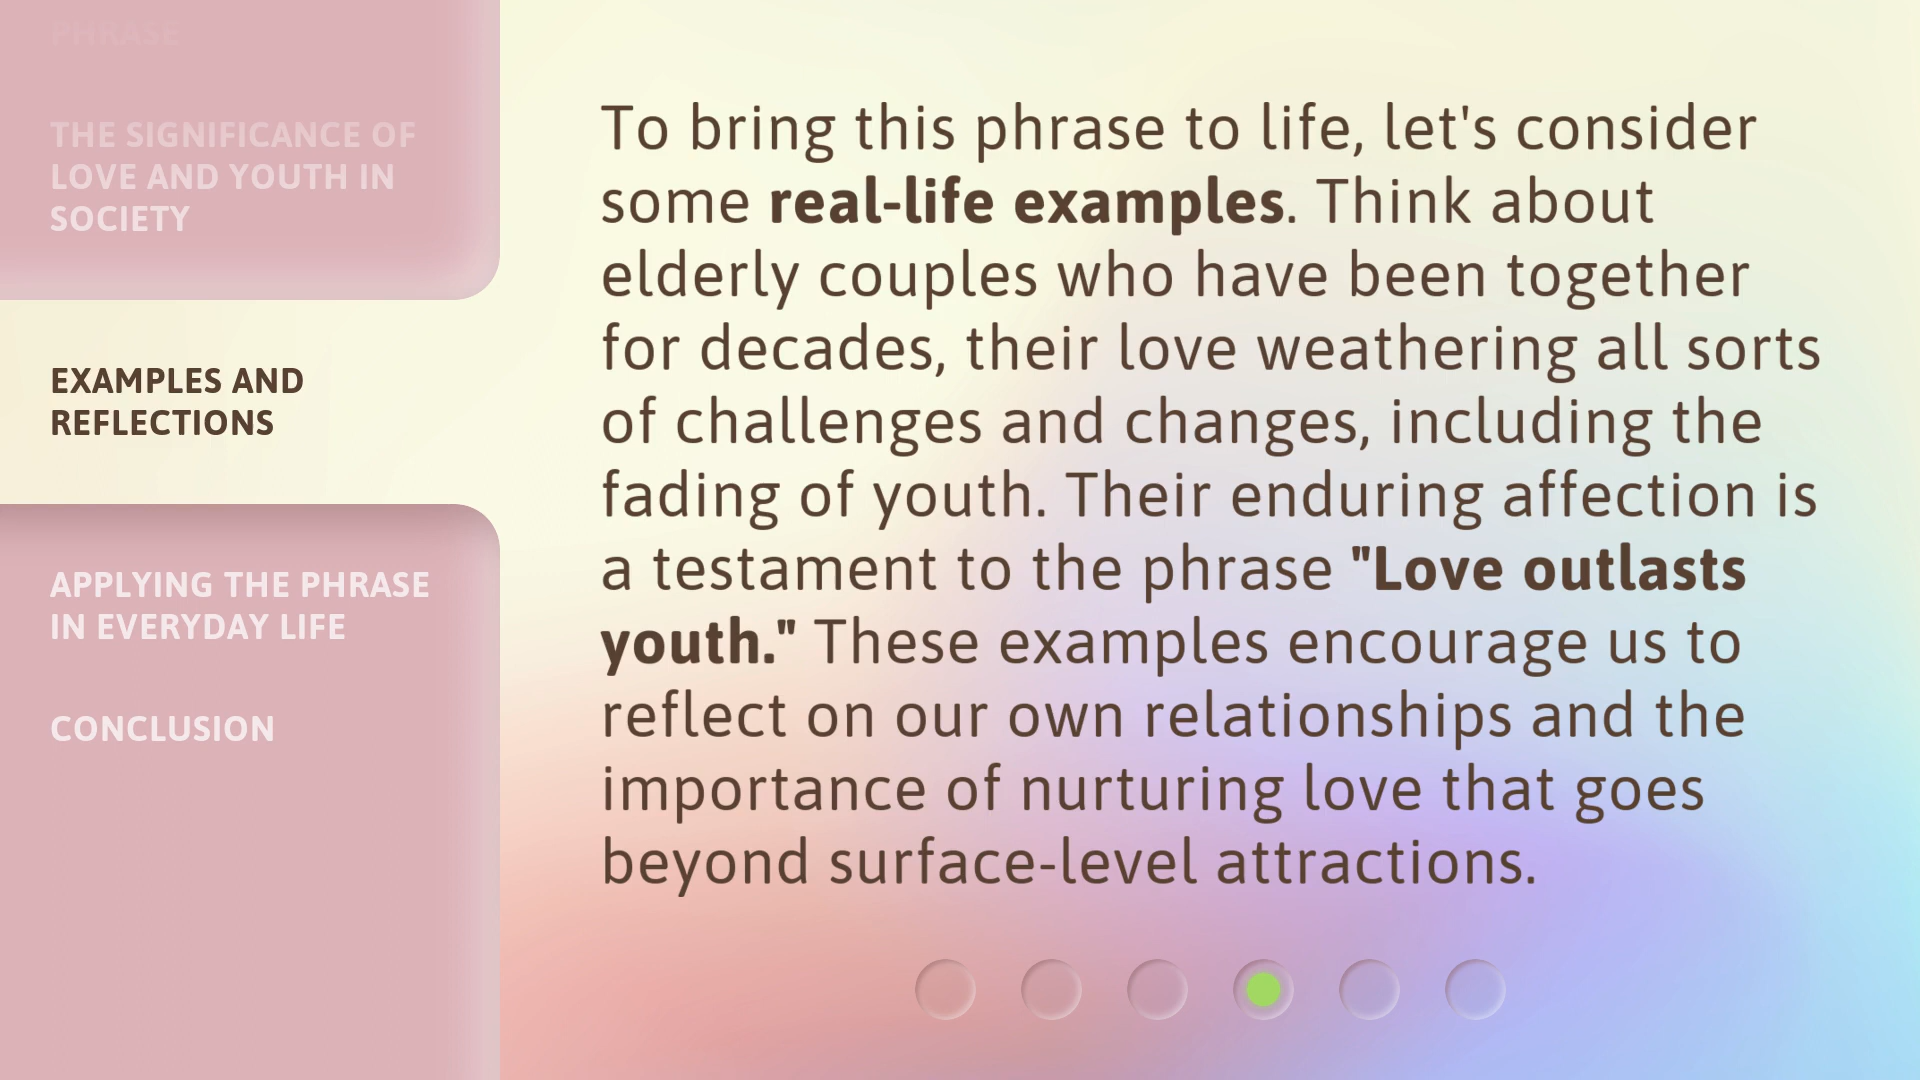 PHRASE
THE SIGNIFICANCE OF
LOVE AND YOUTH IN
SOCIETY
EXAMPLES AND
REFLECTIONS
APPLYING THE PHRASE
IN EVERYDAY LIFE
CONCLUSION
To bring this phrase to life, let's consider
some real-life examples. Think about
elderly couples who have been together
for decades, their love weathering all sorts
of challenges and changes, including the
fading of youth. Their enduring affection is
a testament to the phrase "Love outlasts
youth." These examples encourage us to
reflect on our own relationships and the
importance of nurturing love that goes
beyond surface-level attractions.